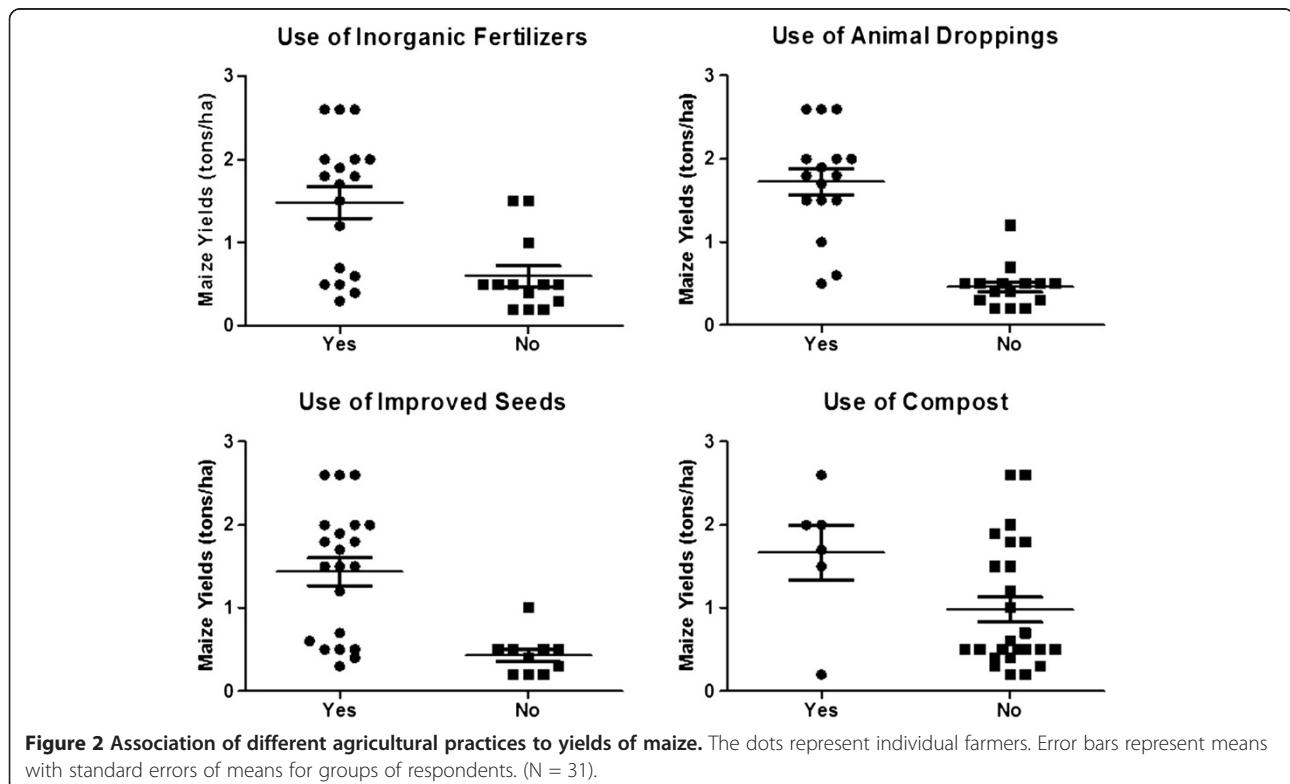 Use of Inorganic Fertilizers
Maize Yields (tons/ha)
3
2
1
0
Yes
No
Use of Animal Droppings
Maize Yields (tons/ha)
3
2
1
0
Yes
No
Use of Improved Seeds
Maize Yields (tons/ha)
3
2
1
0
Yes
No
Use of Compost
Maize Yields (tons/ha)
3
2
1
0
Yes
No
Figure 2 Association of different agricultural practices to yields of maize. The dots represent individual farmers. Error bars represent means
with standard errors of means for groups of respondents. (N = 31).